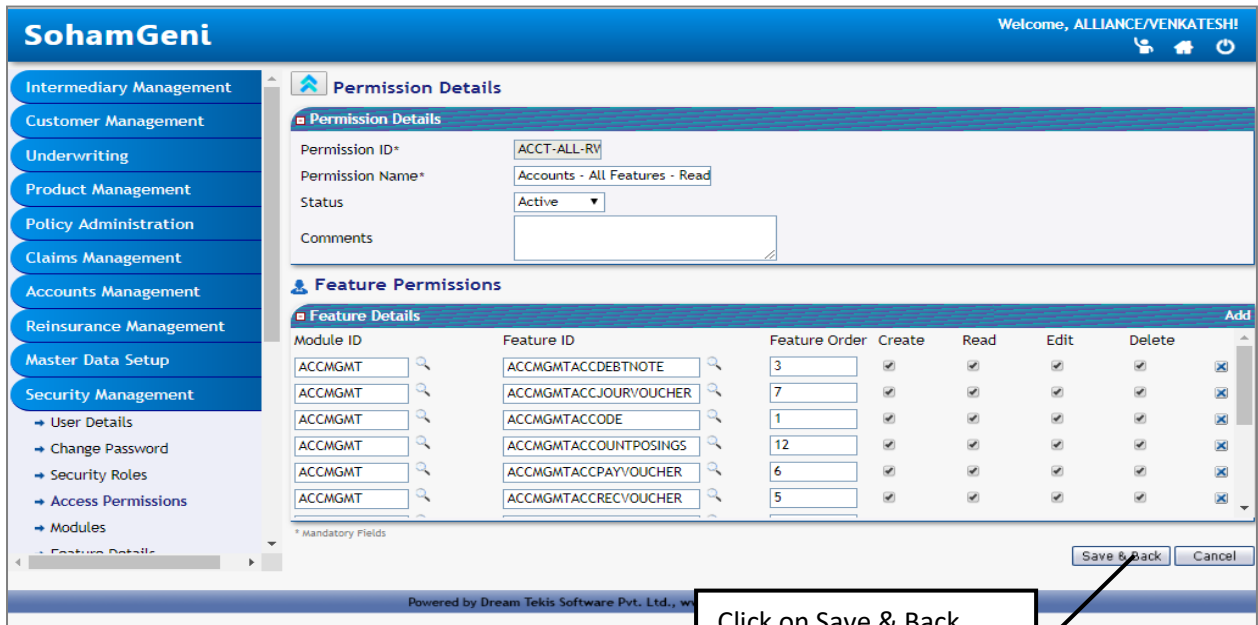 SohamGeni
Welcome, ALLIANCE/VENKATESH!
Intermediary Management
Customer Management
Underwriting
Product Management
Policy Administration
Claims Management
Accounts Management
Reinsurance Management
Master Data Setup
Security Management
User Details
Change Password
Security Roles
Access Permissions
Modules
Feature Details
Permission Details
Permission Details
Permission ID* ACCT-ALL-RV
Permission Name* Accounts - All Features - Read
Status Active
Comments
Feature Permissions
Feature Details Add
Module ID Feature ID Feature Order Create Read Edit Delete
ACCMGMT ACCMGMTACCDEBTNOTE 3
ACCMGMT ACCMGMTACCJOURVOUCHER 7
ACCMGMT ACCMGMTACCODE 1
ACCMGMT ACCMGMTACCOUNTPOSINGS 12
ACCMGMT ACCMGMTACCPAYVOUCHER 6
ACCMGMT ACCMGMTACCRECVOUCHER 5
* Mandatory Fields
Save & Back Cancel
Powered by Dream Tekis Software Pvt. Ltd.,
Click on Save & Back